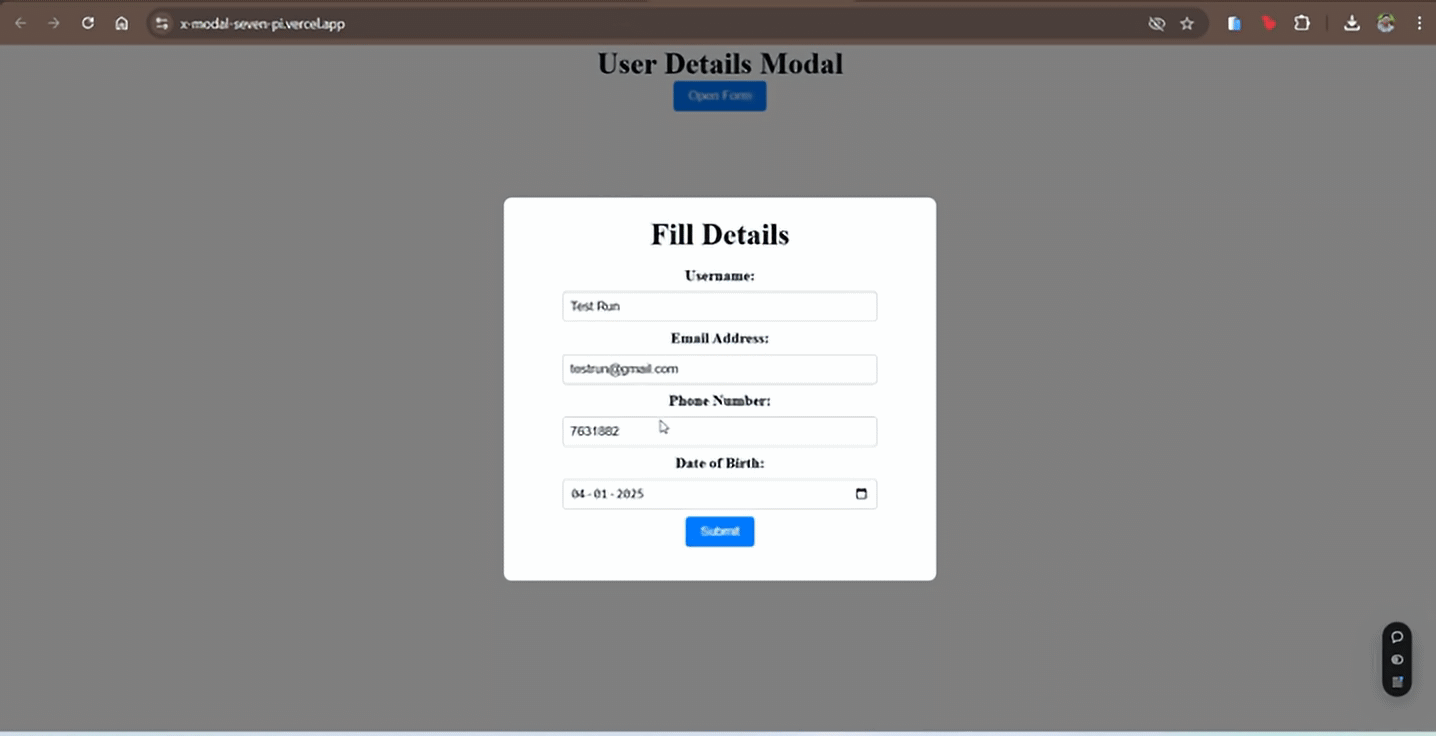 x-modal-seven-pi.vercel.app
User Details Modal
Open Form
Fill Details
Username:
Test Run
Email Address:
testrun@gmail.com
Phone Number:
7631882
Date of Birth:
04-01-2025
Submit